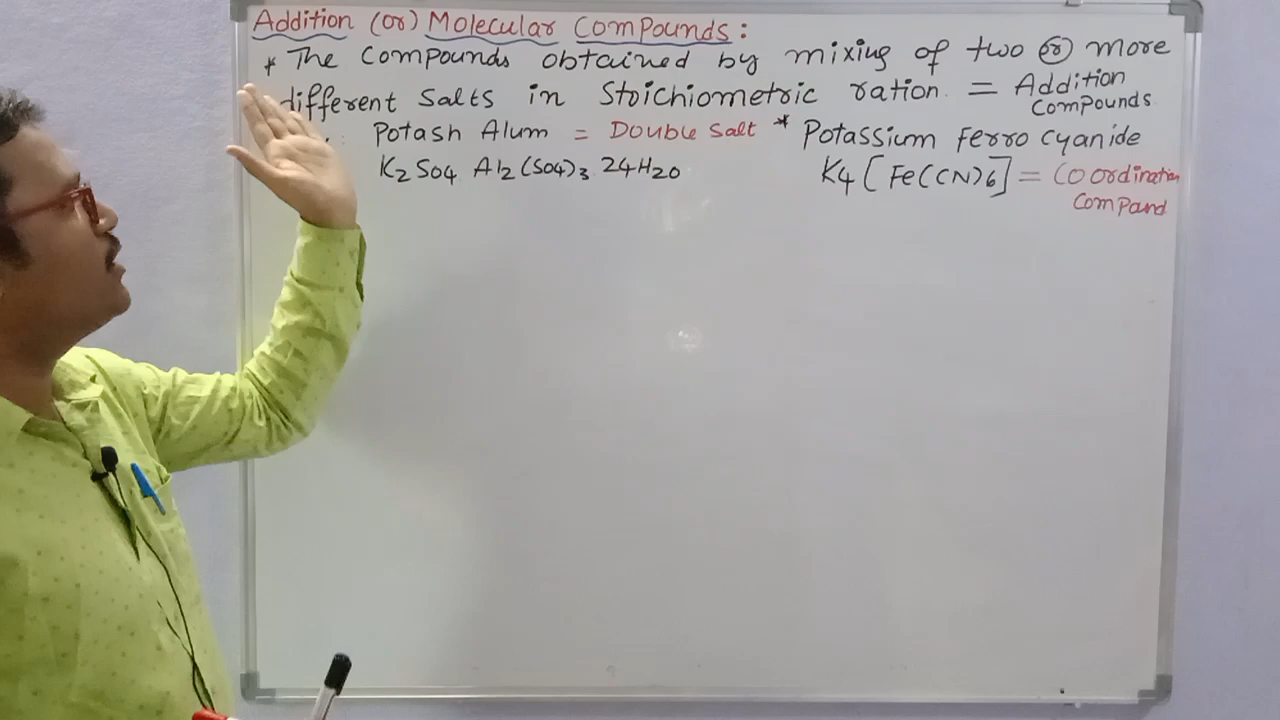 Addition (or) Molecular Compounds:
* The Compounds obtained by mixing of two (or) more
different Salts in Stoichiometric ration = Addition
Compounds
Potash Alum = Double Salt * Potassium Ferro cyanide
K2SO4 Al2(SO4)3 24H2O K4[Fe(CN)6] = Coordination
Compand